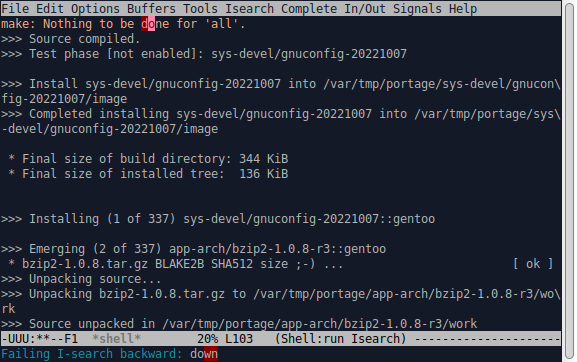 File Edit Options Buffers Tools Isearch Complete In/Out Signals Help
make: Nothing to be done for 'all'.
>>> Source compiled.
>>> Test phase [not enabled]: sys-devel/gnuconfig-20221007
>>> Install sys-devel/gnuconfig-20221007 into /var/tmp/portage/sys-devel/gnucon\
fig-20221007/image
>>> Completed installing sys-devel/gnuconfig-20221007 into /var/tmp/portage/sys\
-devel/gnuconfig-20221007/image
* Final size of build directory: 344 KiB
* Final size of installed tree:  136 KiB
>>> Installing (1 of 337) sys-devel/gnuconfig-20221007::gentoo
>>> Emerging (2 of 337) app-arch/bzip2-1.0.8-r3::gentoo
* bzip2-1.0.8.tar.gz BLAKE2B SHA512 size ;-) ... [ ok ]
>>> Unpacking source...
>>> Unpacking bzip2-1.0.8.tar.gz to /var/tmp/portage/app-arch/bzip2-1.0.8-r3/wo\
rk
>>> Source unpacked in /var/tmp/portage/app-arch/bzip2-1.0.8-r3/work
-UUU:**--F1  *shell*        20% L103   (Shell:run Isearch) -------------------
Failing I-search backward: down